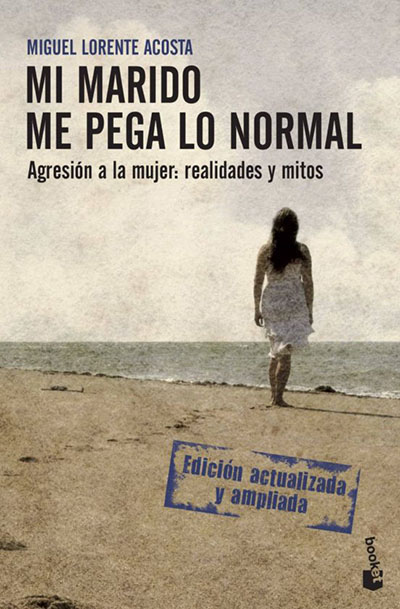 MIGUEL LORENTE ACOSTA
MI MARIDO
ME PEGA LO NORMAL
Agresión a la mujer: realidades y mitos
Edición actualizada
y ampliada
booket